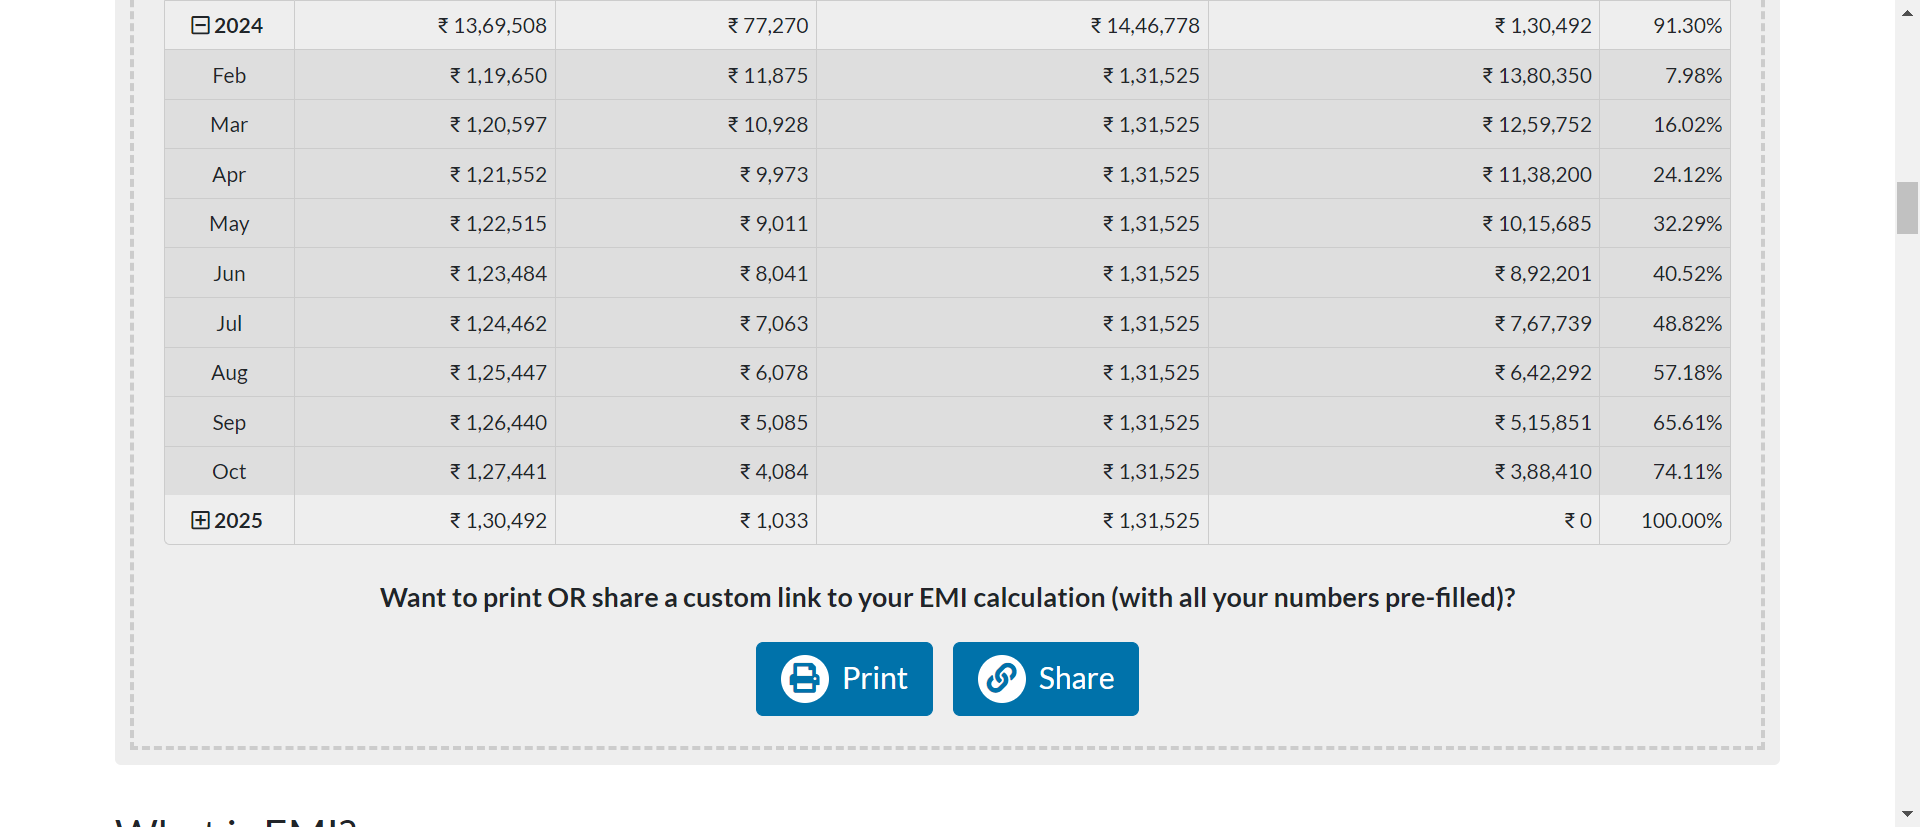 2024 ₹ 13,69,508 ₹ 77,270 ₹ 14,46,778 ₹ 1,30,492 91.30%
Feb ₹ 1,19,650 ₹ 11,875 ₹ 1,31,525 ₹ 13,80,350 7.98%
Mar ₹ 1,20,597 ₹ 10,928 ₹ 1,31,525 ₹ 12,59,752 16.02%
Apr ₹ 1,21,552 ₹ 9,973 ₹ 1,31,525 ₹ 11,38,200 24.12%
May ₹ 1,22,515 ₹ 9,011 ₹ 1,31,525 ₹ 10,15,685 32.29%
Jun ₹ 1,23,484 ₹ 8,041 ₹ 1,31,525 ₹ 8,92,201 40.52%
Jul ₹ 1,24,462 ₹ 7,063 ₹ 1,31,525 ₹ 7,67,739 48.82%
Aug ₹ 1,25,447 ₹ 6,078 ₹ 1,31,525 ₹ 6,42,292 57.18%
Sep ₹ 1,26,440 ₹ 5,085 ₹ 1,31,525 ₹ 5,15,851 65.61%
Oct ₹ 1,27,441 ₹ 4,084 ₹ 1,31,525 ₹ 3,88,410 74.11%
2025 ₹ 1,30,492 ₹ 1,033 ₹ 1,31,525 ₹ 0 100.00%
Want to print OR share a custom link to your EMI calculation (with all your numbers pre-filled)?
Print Share
What is EMI?